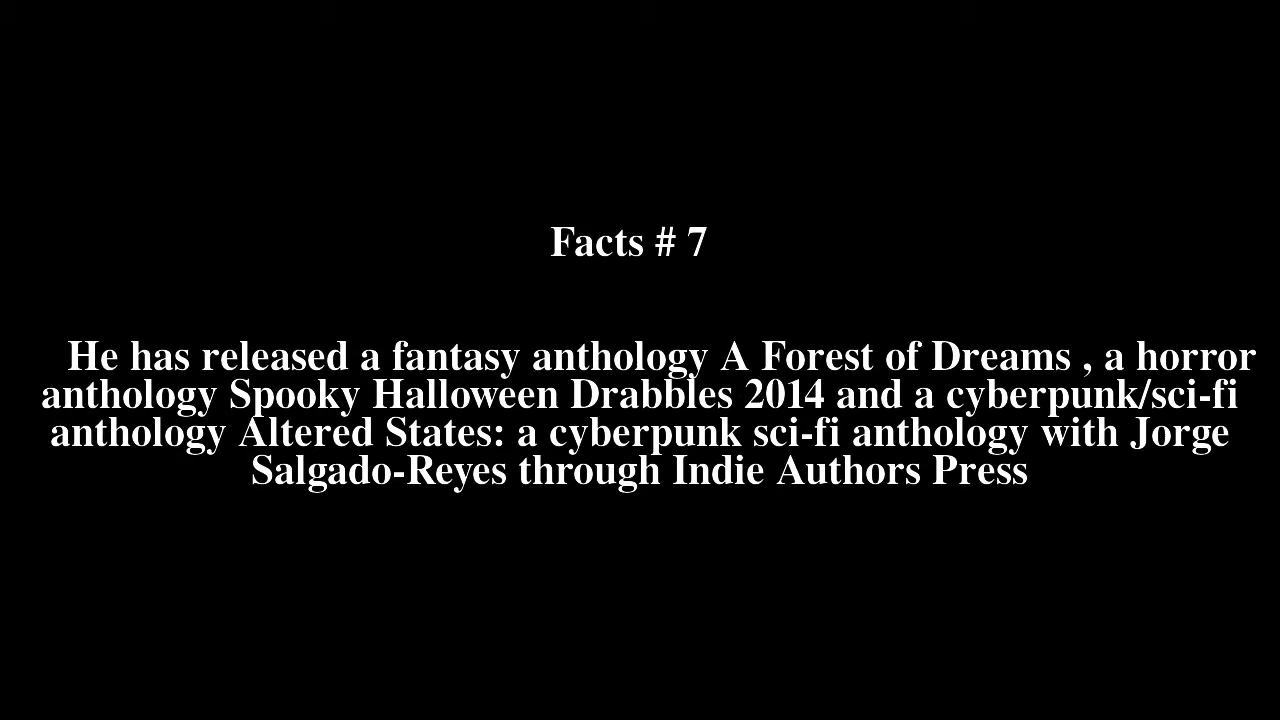 Facts # 7
He has released a fantasy anthology A Forest of Dreams , a horror
anthology Spooky Halloween Drabbles 2014 and a cyberpunk/sci-fi
anthology Altered States: a cyberpunk sci-fi anthology with Jorge
Salgado-Reyes through Indie Authors Press